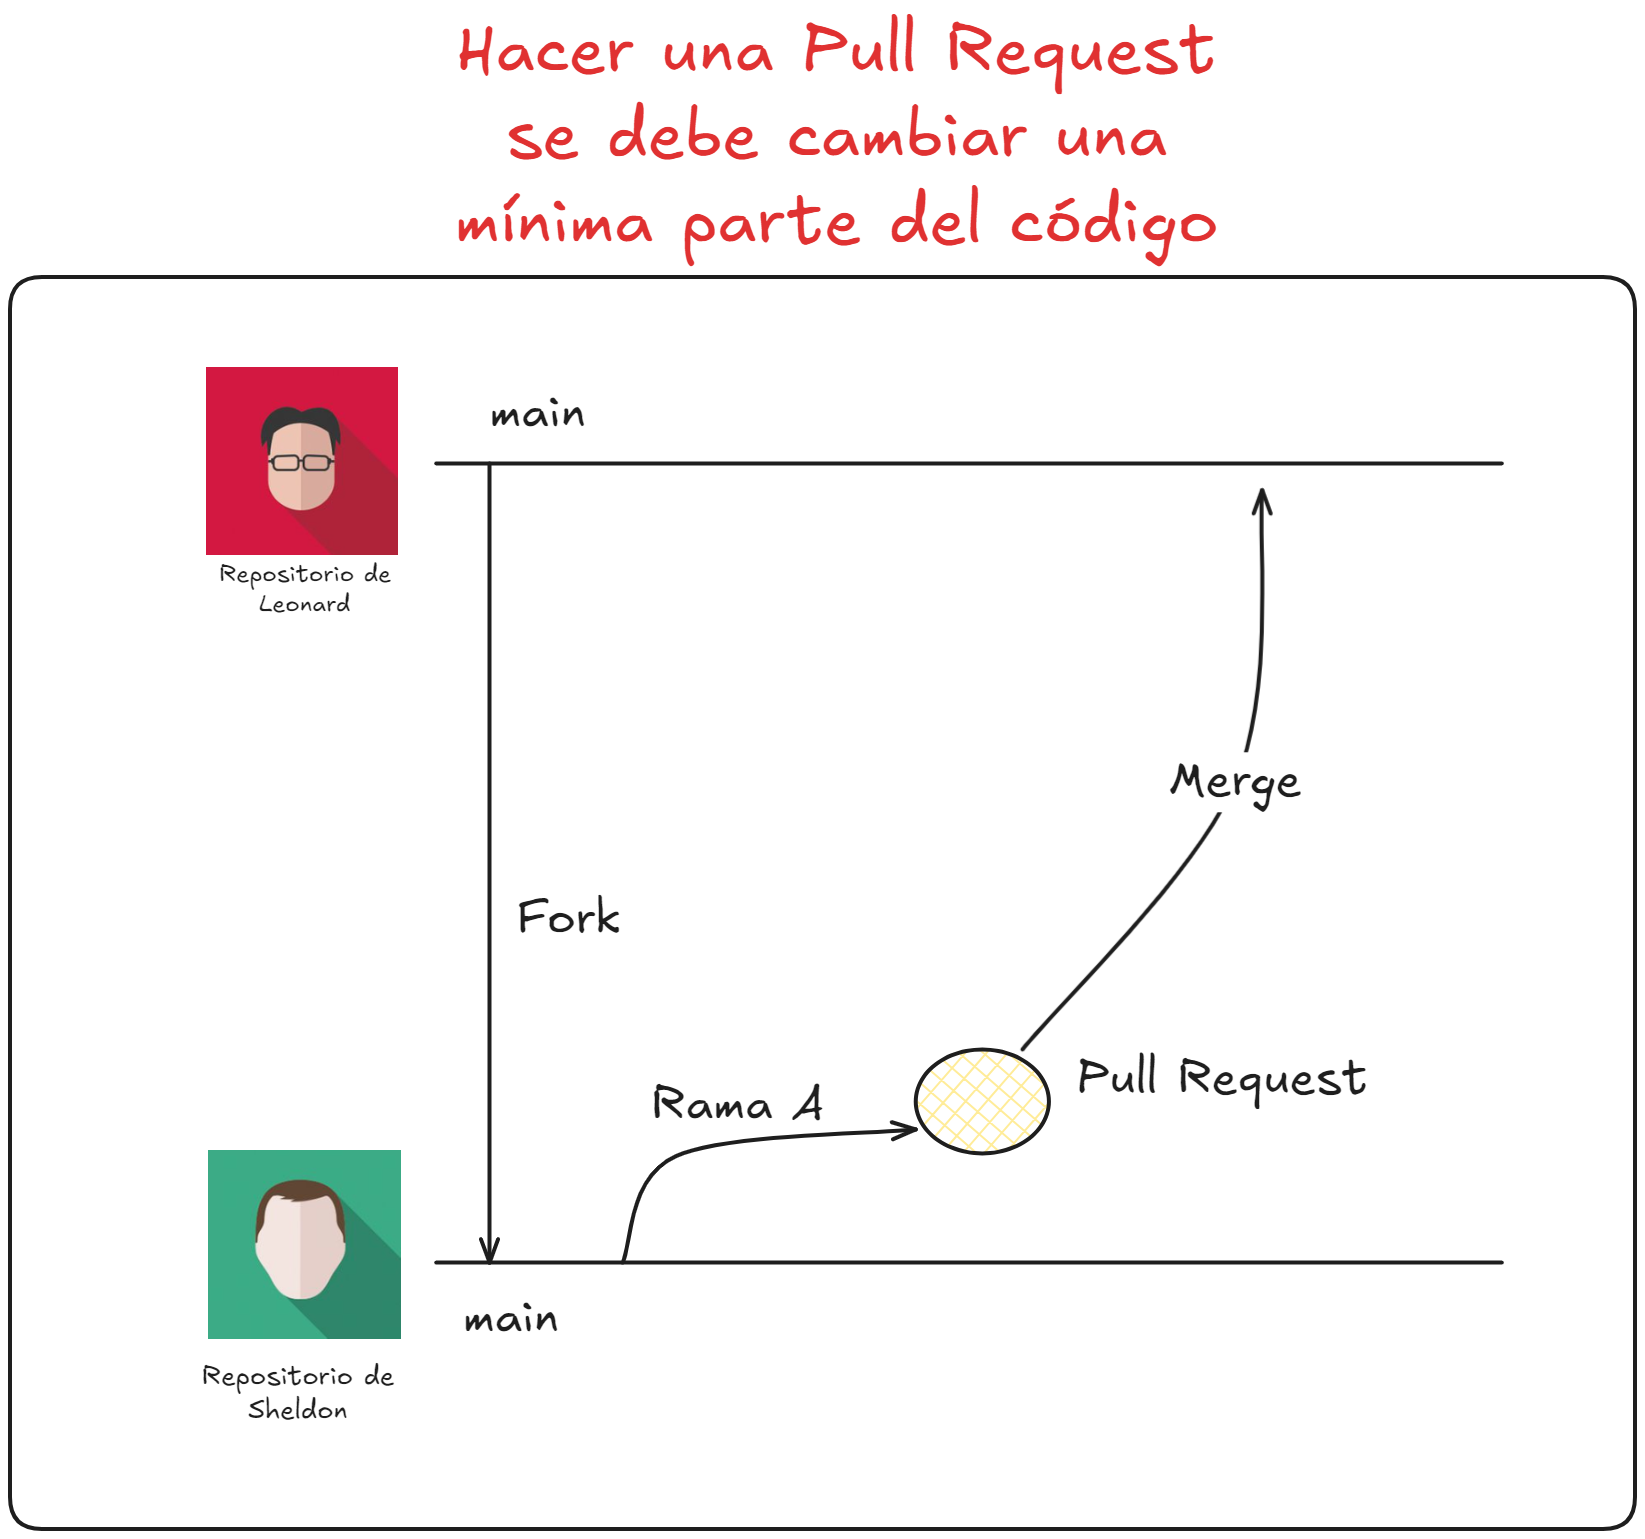 Hacer una Pull Request
se debe cambiar una
mínima parte del código
main
Repositorio de
Leonard
Merge
Fork
Pull Request
Rama A
main
Repositorio de
Sheldon